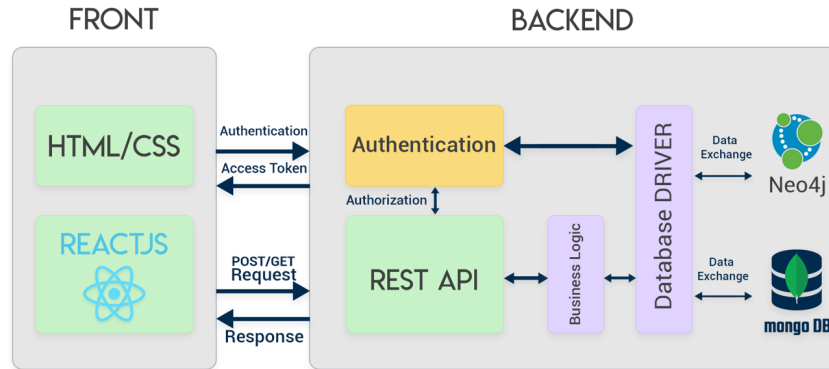 FRONT
BACKEND
HTML/CSS
Authentication
Access Token
Authentication
Authorization
REACTJS
POST/GET
Request
Response
REST API
Business Logic
Database DRIVER
Data
Exchange
Neo4j
Data
Exchange
mongo DB